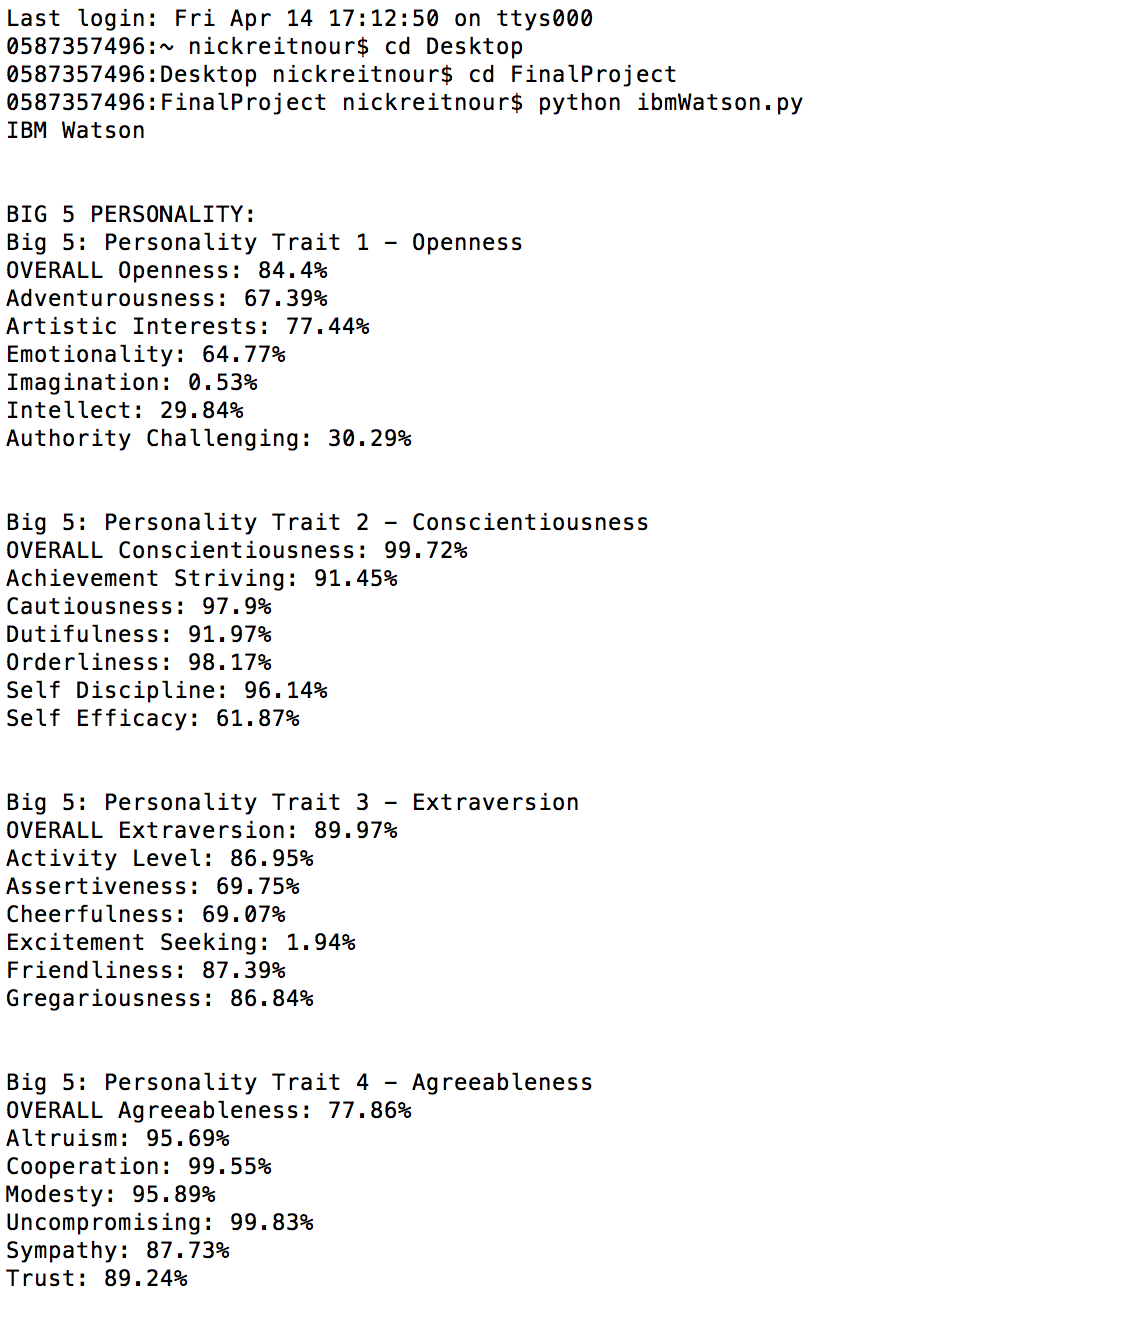 Last login: Fri Apr 14 17:12:50 on ttys000
0587357496:~ nickreitnour$ cd Desktop
0587357496:Desktop nickreitnour$ cd FinalProject
0587357496:FinalProject nickreitnour$ python ibmWatson.py
IBM Watson
BIG 5 PERSONALITY:
Big 5: Personality Trait 1 - Openness
OVERALL Openness: 84.4%
Adventurousness: 67.39%
Artistic Interests: 77.44%
Emotionality: 64.77%
Imagination: 0.53%
Intellect: 29.84%
Authority Challenging: 30.29%
Big 5: Personality Trait 2 - Conscientiousness
OVERALL Conscientiousness: 99.72%
Achievement Striving: 91.45%
Cautiousness: 97.9%
Dutifulness: 91.97%
Orderliness: 98.17%
Self Discipline: 96.14%
Self Efficacy: 61.87%
Big 5: Personality Trait 3 - Extraversion
OVERALL Extraversion: 89.97%
Activity Level: 86.95%
Assertiveness: 69.75%
Cheerfulness: 69.07%
Excitement Seeking: 1.94%
Friendliness: 87.39%
Gregariousness: 86.84%
Big 5: Personality Trait 4 - Agreeableness
OVERALL Agreeableness: 77.86%
Altruism: 95.69%
Cooperation: 99.55%
Modesty: 95.89%
Uncompromising: 99.83%
Sympathy: 87.73%
Trust: 89.24%